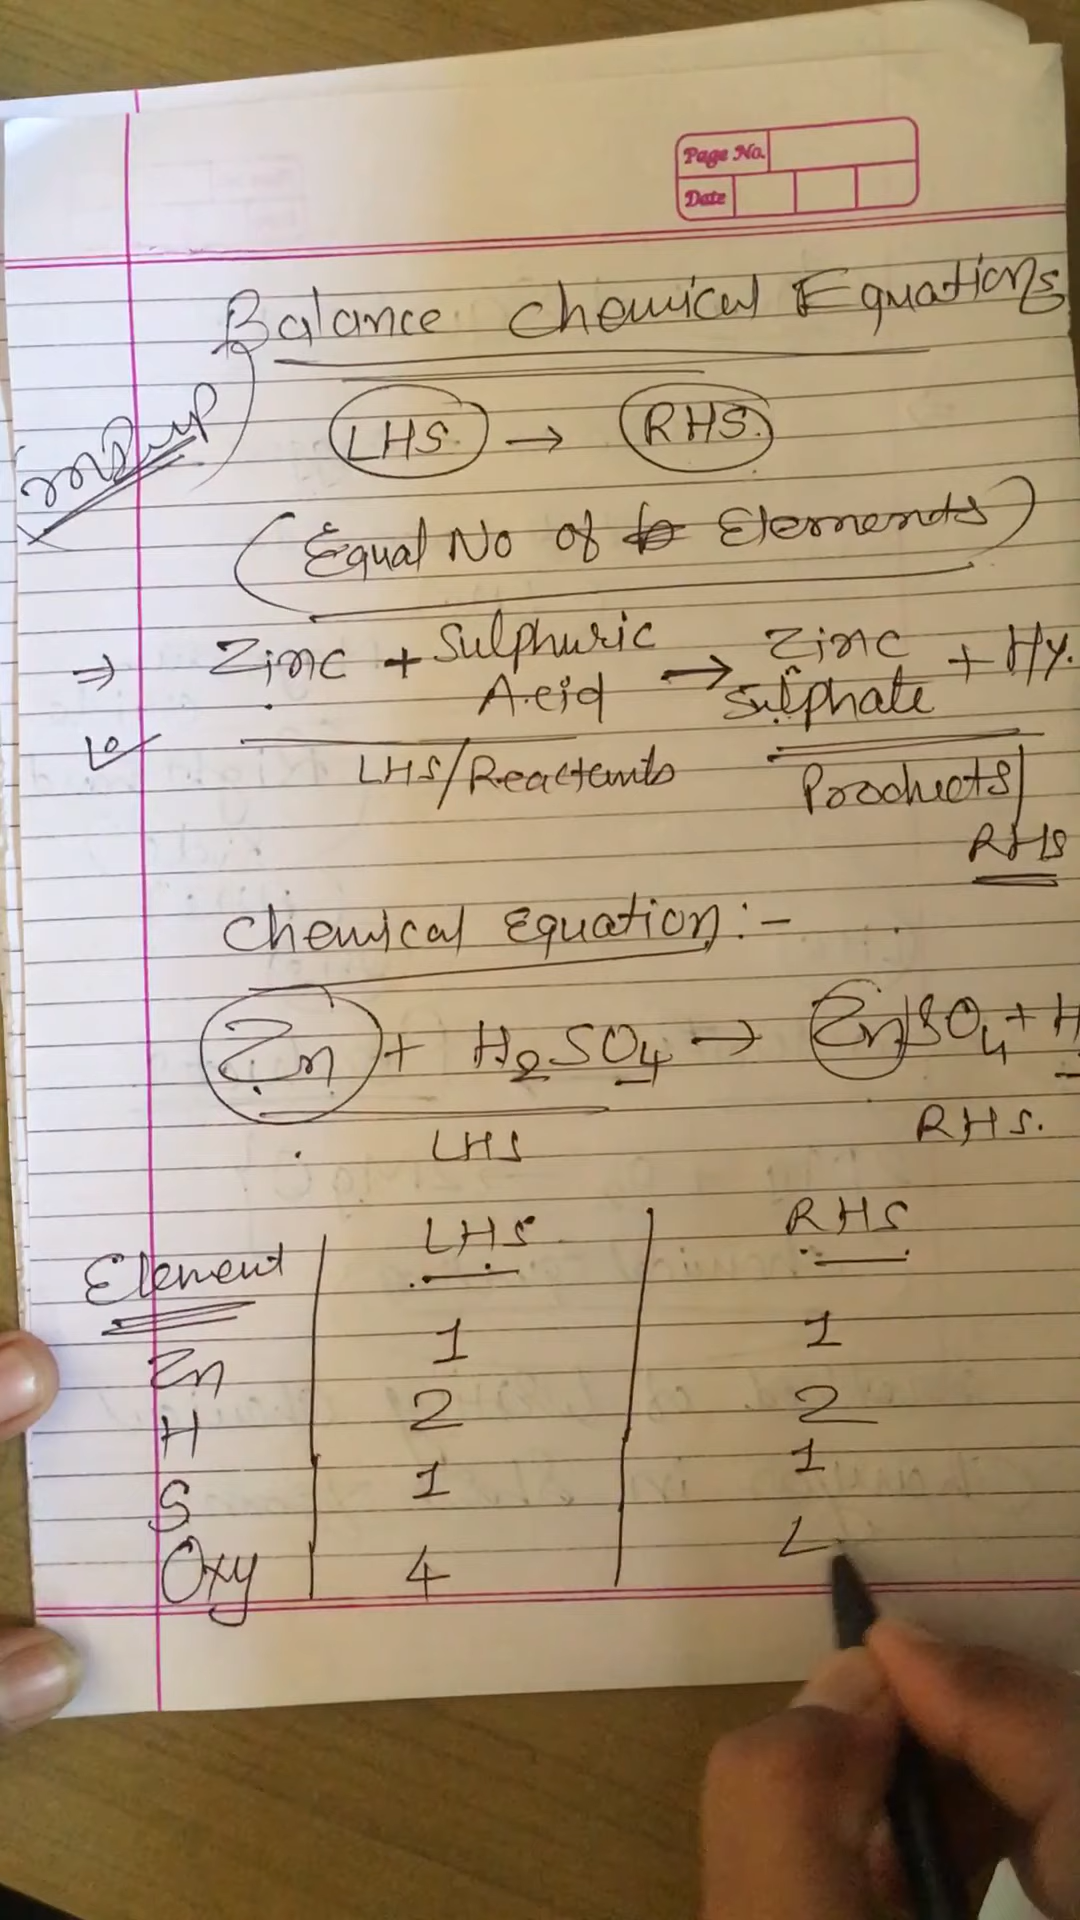 Page No.
Date
Balance Chemical Equations
LHS → RHS.
(Equal No of Elements)
⇒ Zinc + Sulphuric Acid → Zinc Sulphate + Hy.
LHS/Reactants
Products/
RHS
Chemical Equation:-
Zn + H2SO4 → ZnSO4 + H
LHS
RHS.
Element LHS RHS
Zn 1 1
H 2 2
S 1 1
Oxy 4